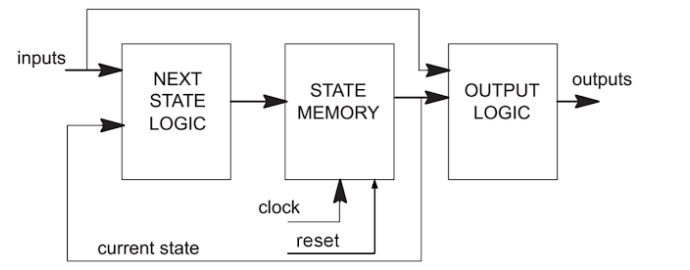 inputs
NEXT
STATE
LOGIC
STATE
MEMORY
OUTPUT
LOGIC
outputs
clock
reset
current state